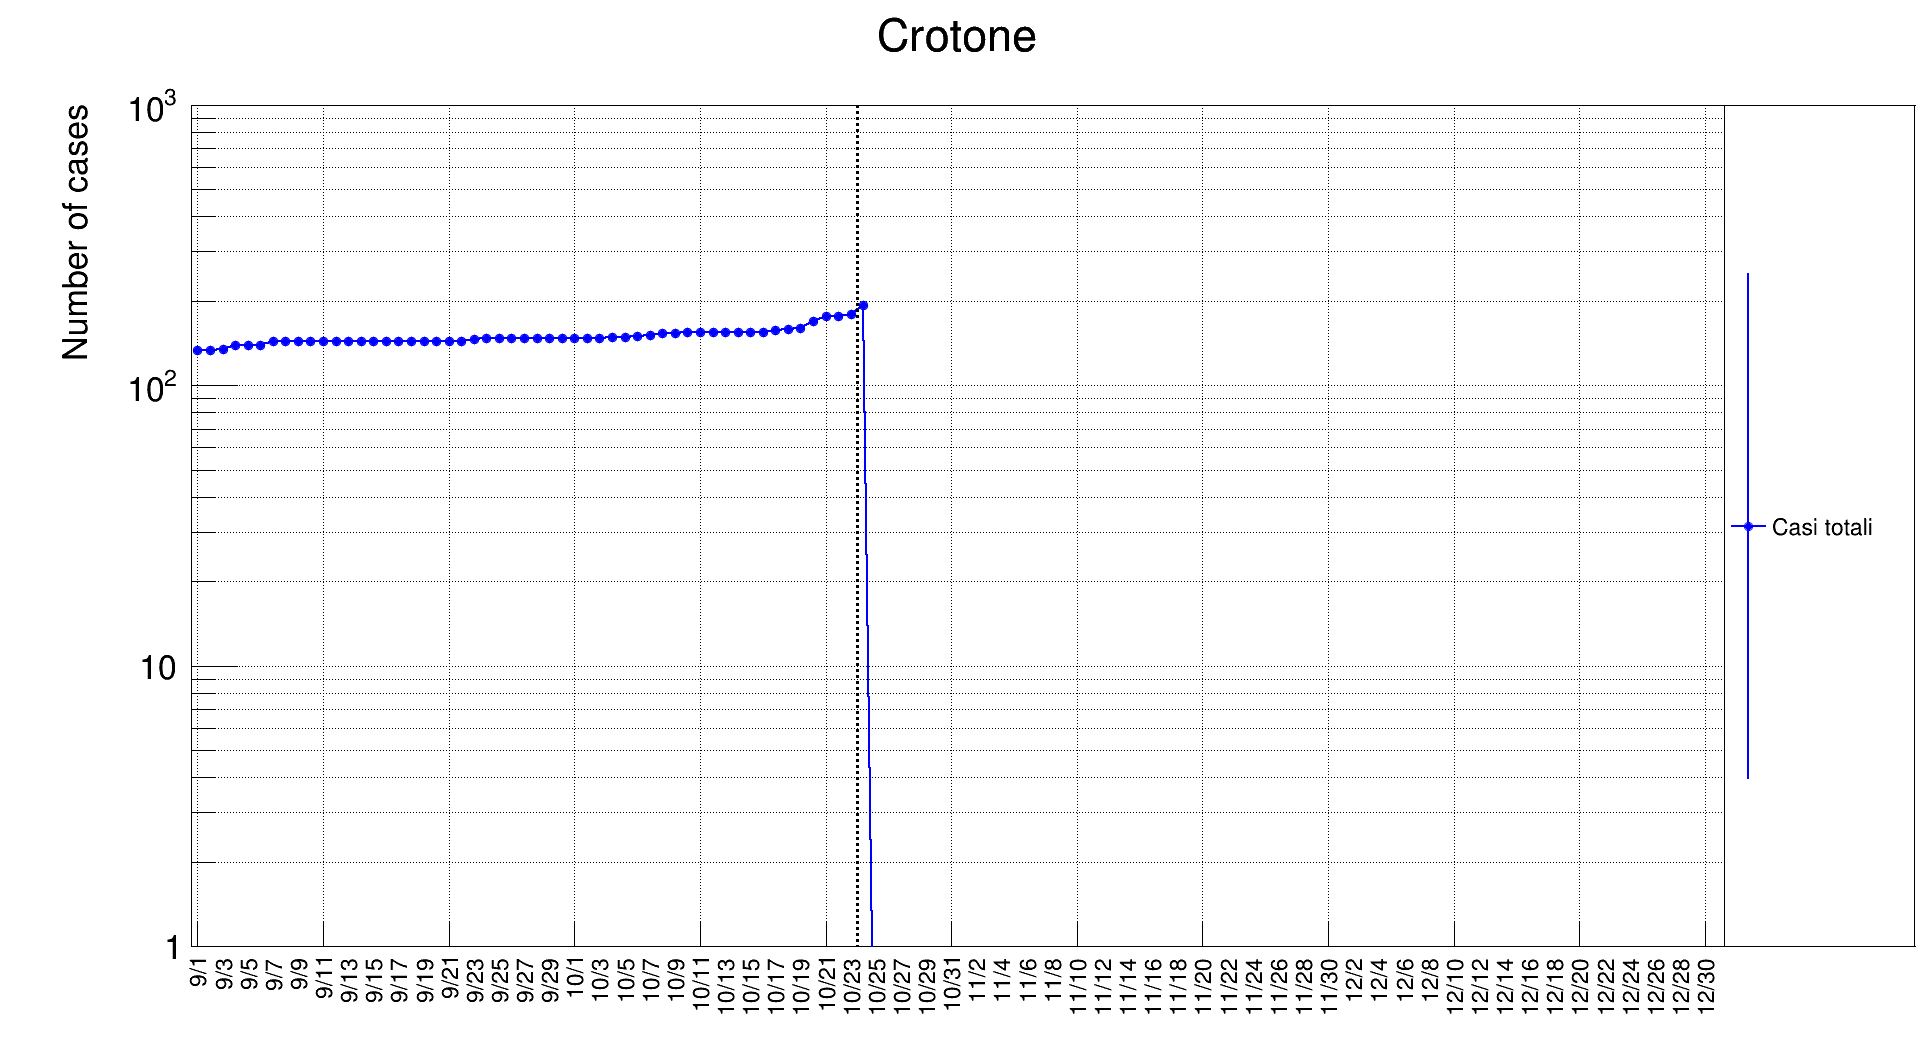 Crotone
Number of cases
10³
10²
10
1
9/1 9/3 9/5 9/7 9/9 9/11 9/13 9/15 9/17 9/19 9/21 9/23 9/25 9/27 9/29 10/1 10/3 10/5 10/7 10/9 10/11 10/13 10/15 10/17 10/19 10/21 10/23 10/25 10/27 10/29 10/31 11/2 11/4 11/6 11/8 11/10 11/12 11/14 11/16 11/18 11/20 11/22 11/24 11/26 11/28 11/30 12/2 12/4 12/6 12/8 12/10 12/12 12/14 12/16 12/18 12/20 12/22 12/24 12/26 12/28 12/30
Casi totali